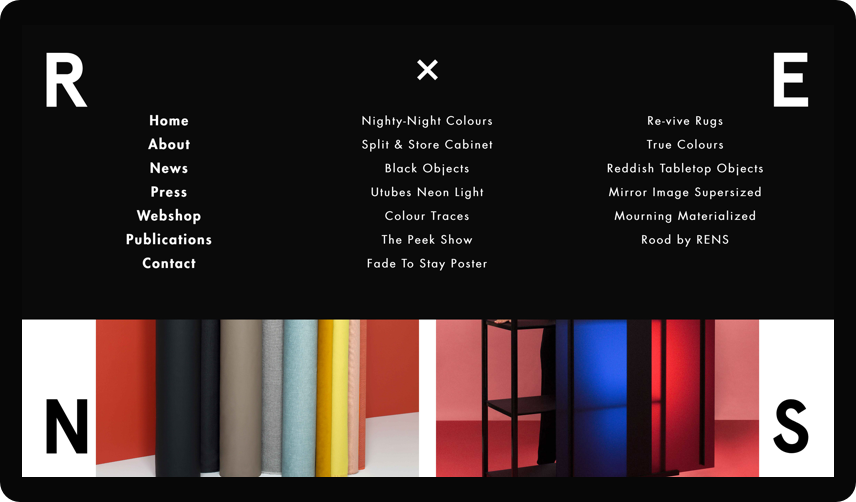 R
×
E
Home
About
News
Press
Webshop
Publications
Contact
Nighty-Night Colours
Split & Store Cabinet
Black Objects
Utubes Neon Light
Colour Traces
The Peek Show
Fade To Stay Poster
Re-vive Rugs
True Colours
Reddish Tabletop Objects
Mirror Image Supersized
Mourning Materialized
Rood by RENS
N
S